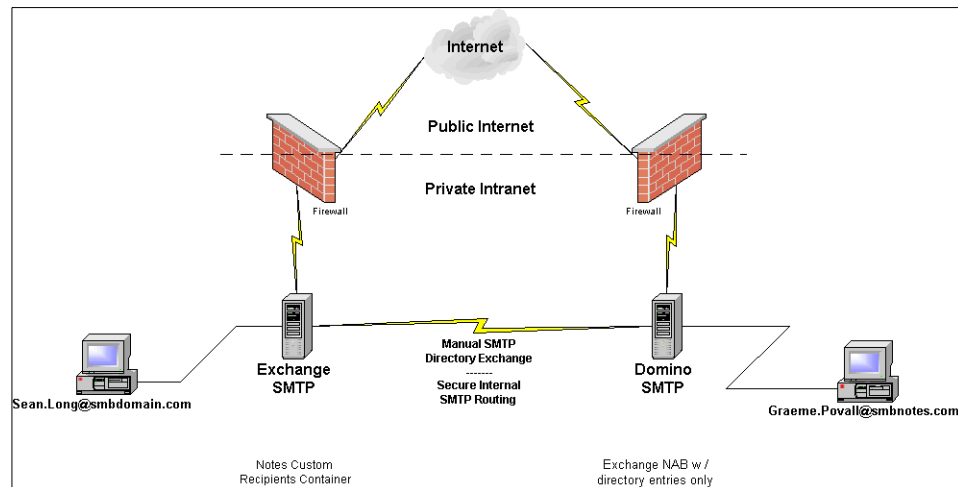 Internet
Public Internet
Private Intranet
Firewall
Firewall
Exchange
SMTP
Manual SMTP
Directory Exchange
-------
Secure Internal
SMTP Routing
Domino
SMTP
Sean.Long@smbdomain.com
Graeme.Povall@smbnotes.com
Notes Custom
Recipients Container
Exchange NAB w /
directory entries only